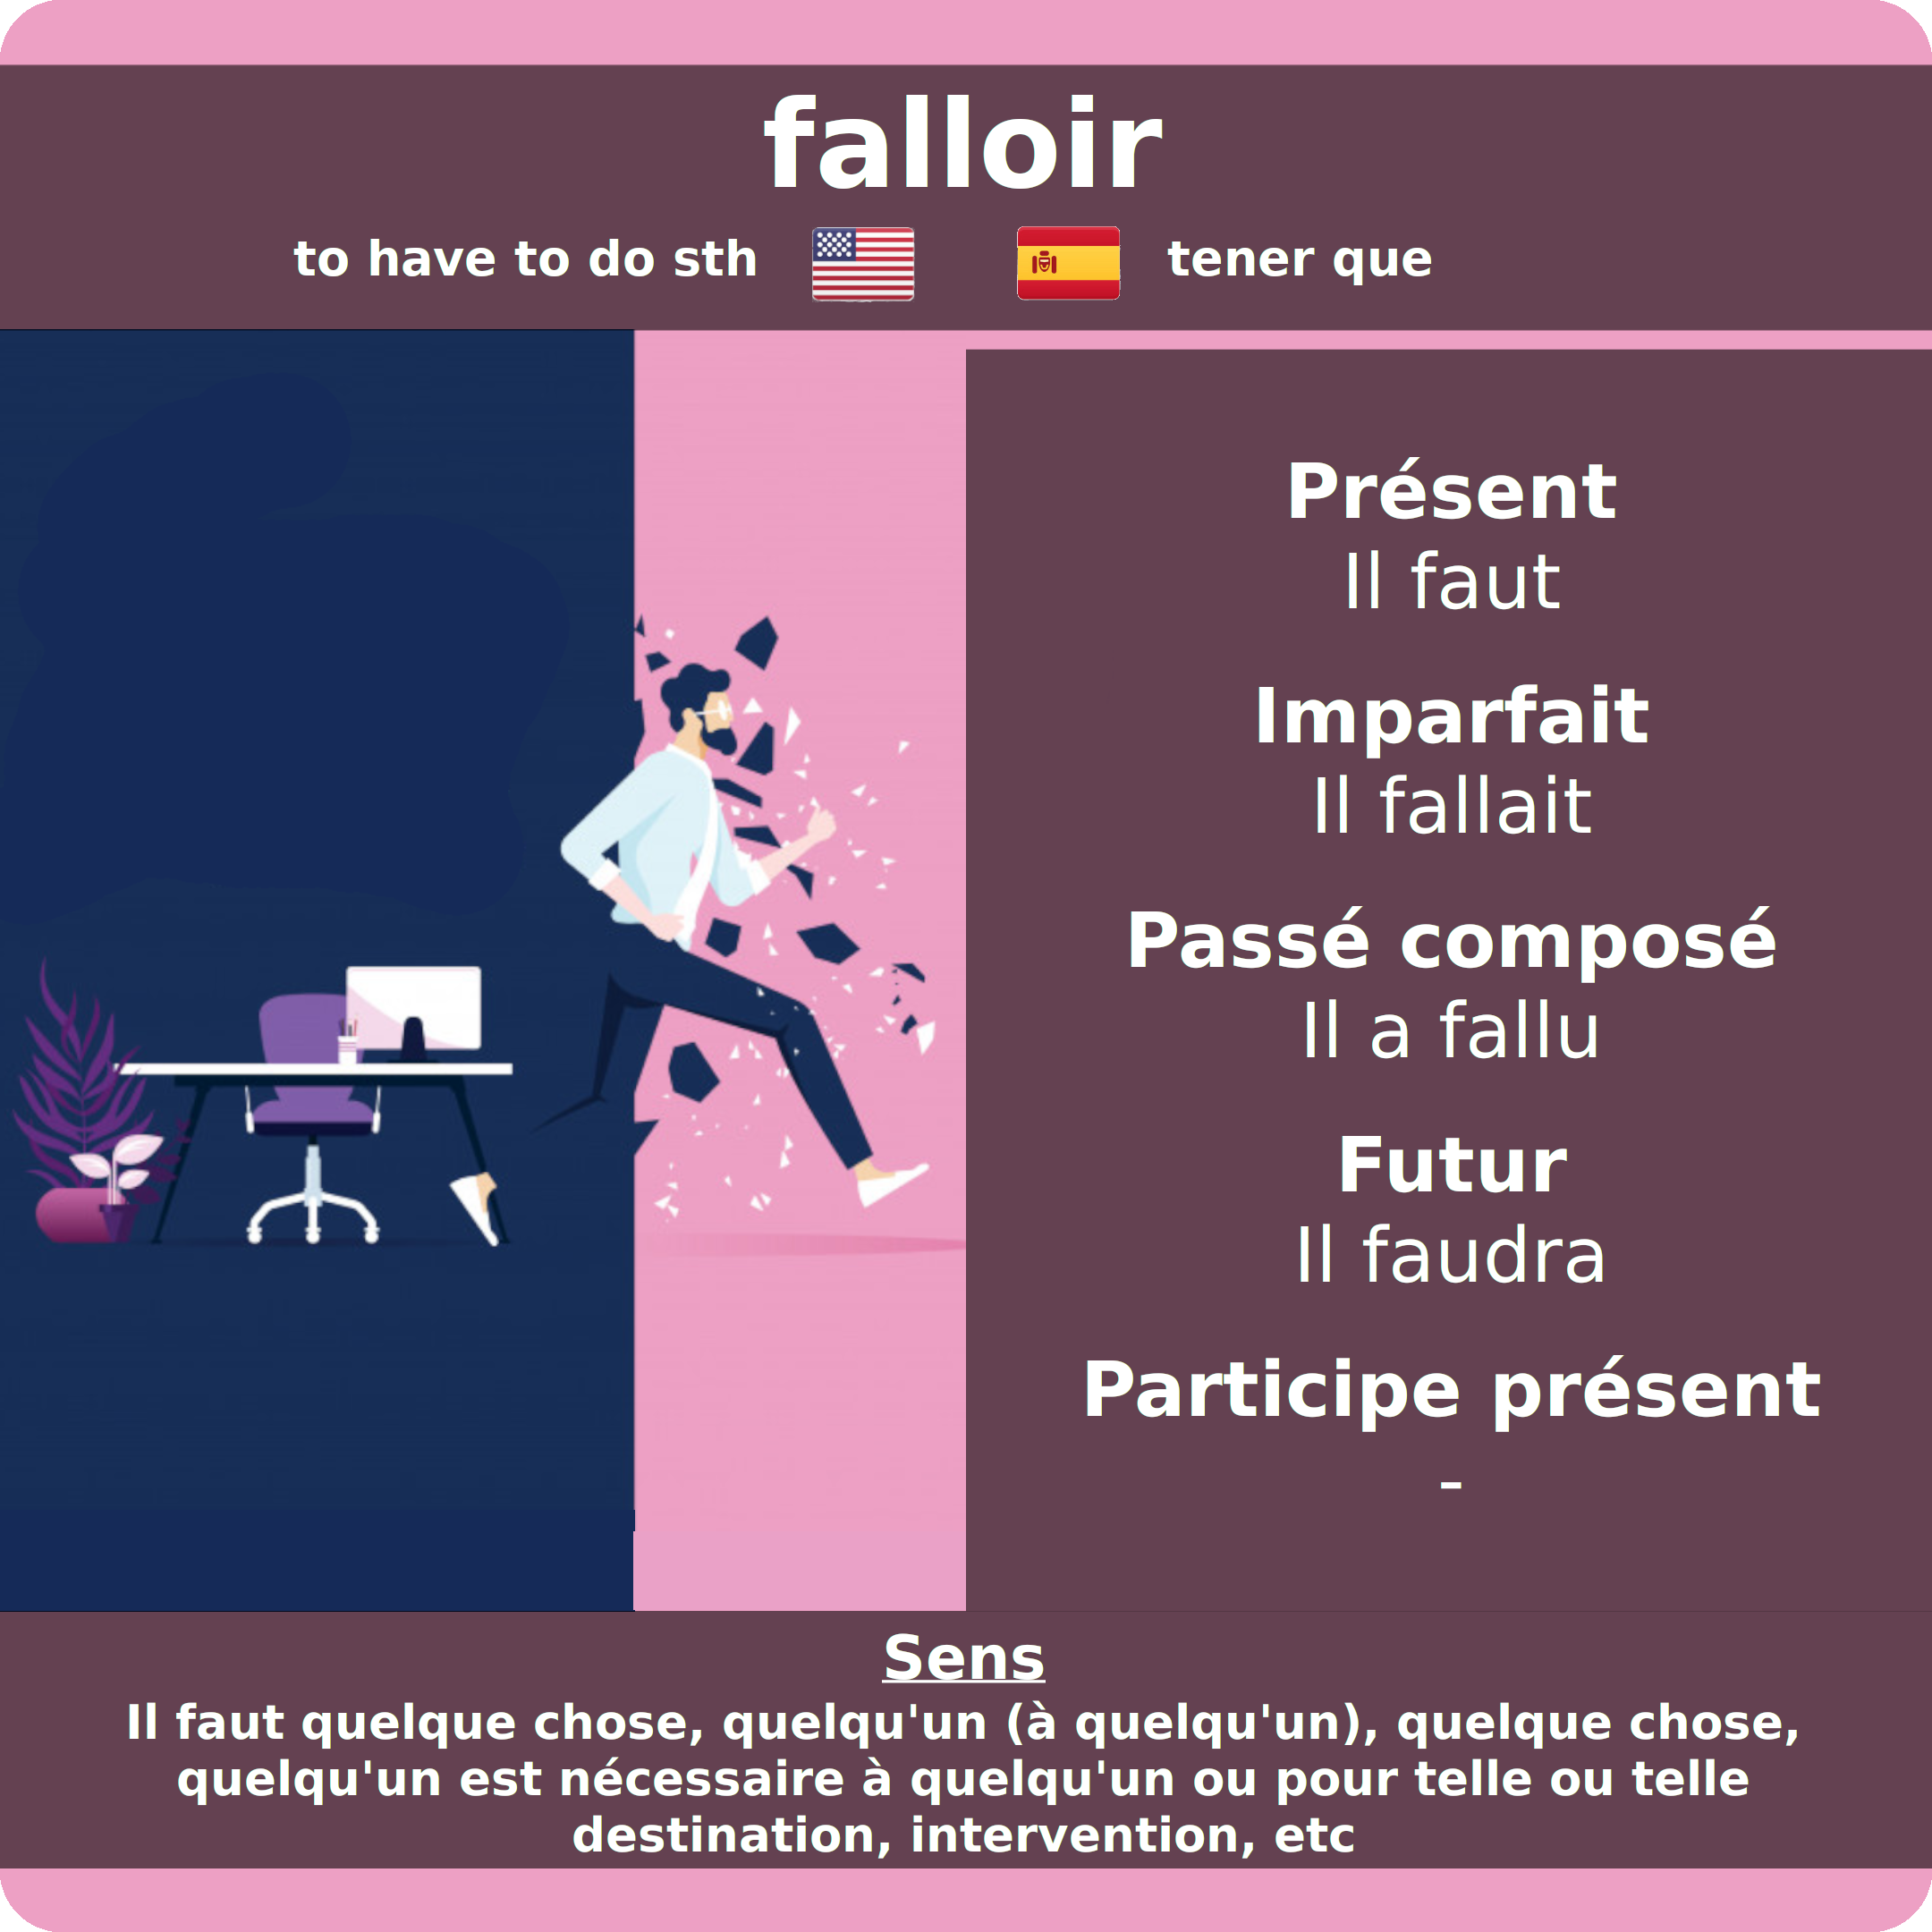 falloir
to have to do sth
tener que
Présent
Il faut
Imparfait
Il fallait
Passé composé
Il a fallu
Futur
Il faudra
Participe présent
-
Sens
Il faut quelque chose, quelqu'un (à quelqu'un), quelque chose,
quelqu'un est nécessaire à quelqu'un ou pour telle ou telle
destination, intervention, etc